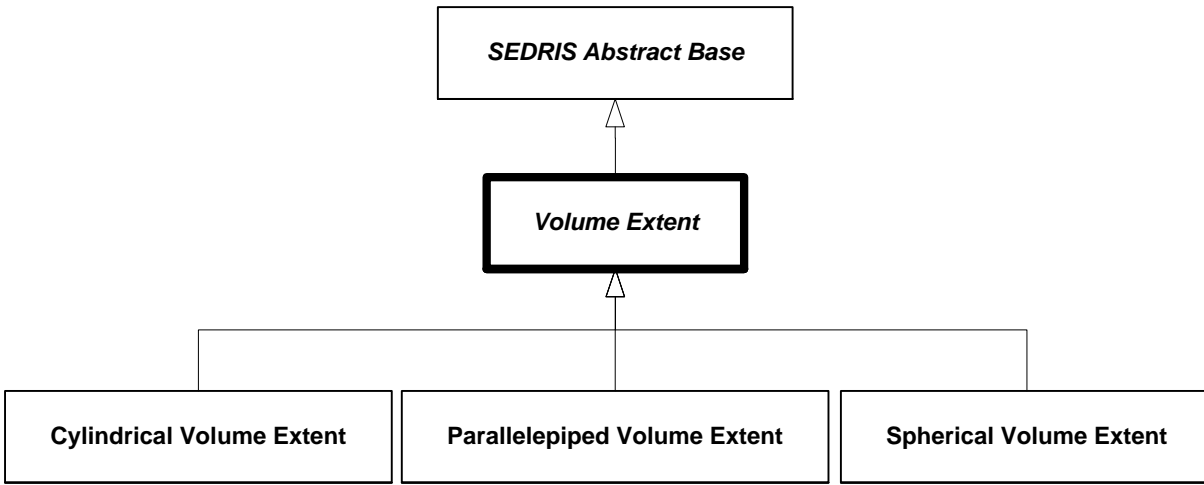 SEDRIS Abstract Base
Volume Extent
Cylindrical Volume Extent
Parallelepiped Volume Extent
Spherical Volume Extent